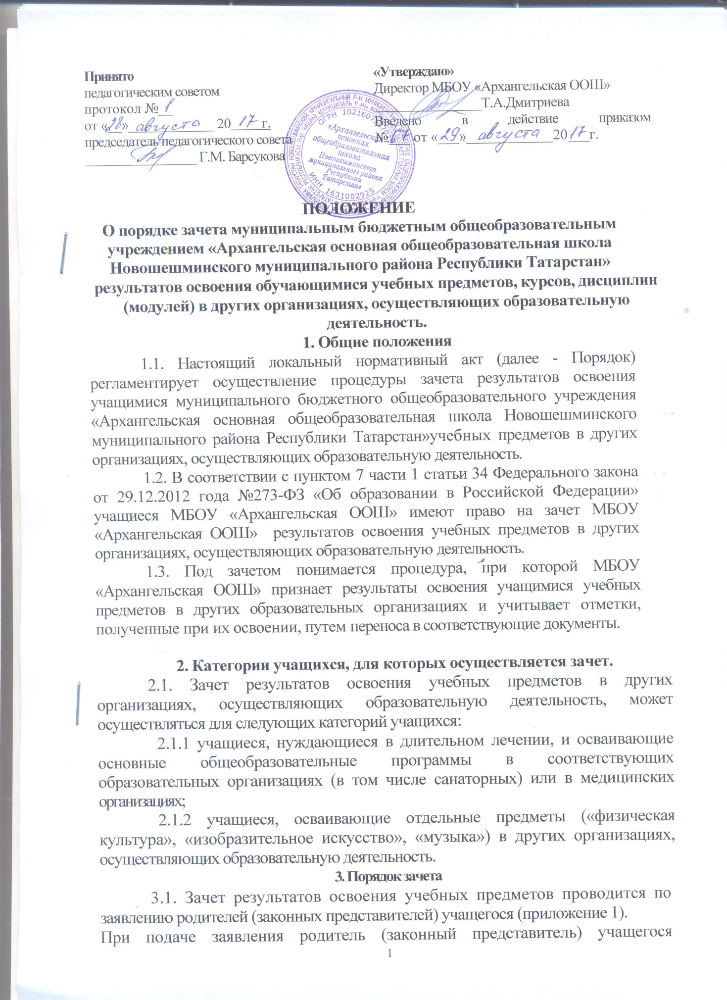 Принято
педагогическим советом
протокол № 1
от «28» августа 2017 г.
председатель педагогического совета
Г.М. Барсукова
«Утверждаю»
Директор МБОУ «Архангельская ООШ»
Т.А.Дмитриева
Введено в действие приказом
№ 67 от «29» августа 2017 г.
«Архангельская
основная
общеобразовательная
школа
Новошешминского
муниципального района
Республики
Татарстан»
ИНН 1631002925
ПОЛОЖЕНИЕ
О порядке зачета муниципальным бюджетным общеобразовательным
учреждением «Архангельская основная общеобразовательная школа
Новошешминского муниципального района Республики Татарстан»
результатов освоения обучающимися учебных предметов, курсов, дисциплин
(модулей) в других организациях, осуществляющих образовательную
деятельность.
1. Общие положения
1.1. Настоящий локальный нормативный акт (далее - Порядок)
регламентирует осуществление процедуры зачета результатов освоения
учащимися муниципального бюджетного общеобразовательного учреждения
«Архангельская основная общеобразовательная школа Новошешминского
муниципального района Республики Татарстан»учебных предметов в других
организациях, осуществляющих образовательную деятельность.
1.2. В соответствии с пунктом 7 части 1 статьи 34 Федерального закона
от 29.12.2012 года №273-ФЗ «Об образовании в Российской Федерации»
учащиеся МБОУ «Архангельская ООШ» имеют право на зачет МБОУ
«Архангельская ООШ» результатов освоения учебных предметов в других
организациях, осуществляющих образовательную деятельность.
1.3. Под зачетом понимается процедура, при которой МБОУ
«Архангельская ООШ» признает результаты освоения учащимися учебных
предметов в других образовательных организациях и учитывает отметки,
полученные при их освоении, путем переноса в соответствующие документы.
2. Категории учащихся, для которых осуществляется зачет.
2.1. Зачет результатов освоения учебных предметов в других
организациях, осуществляющих образовательную деятельность, может
осуществляться для следующих категорий учащихся:
2.1.1 учащиеся, нуждающиеся в длительном лечении, и осваивающие
основные общеобразовательные программы в соответствующих
образовательных организациях (в том числе санаторных) или в медицинских
организациях;
2.1.2 учащиеся, осваивающие отдельные предметы («физическая
культура», «изобразительное искусство», «музыка») в других организациях,
осуществляющих образовательную деятельность.
3. Порядок зачета
3.1. Зачет результатов освоения учебных предметов проводится по
заявлению родителей (законных представителей) учащегося (приложение 1).
При подаче заявления родитель (законный представитель) учащегося
1